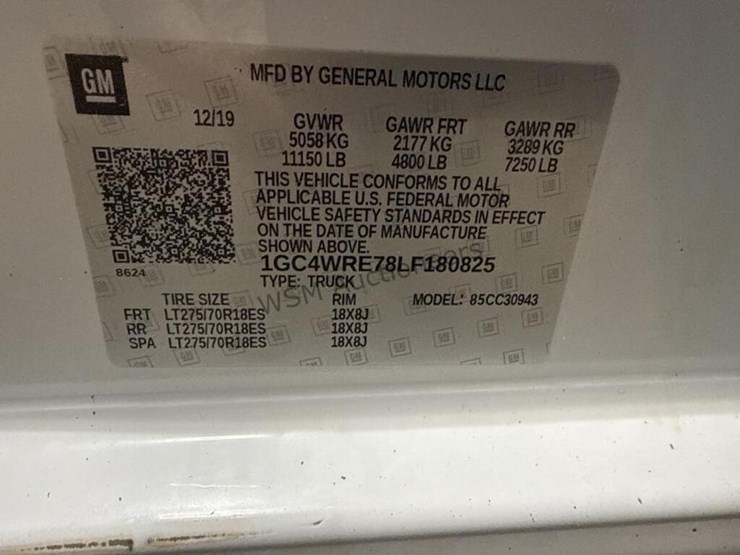 GM
MFD BY GENERAL MOTORS LLC
12/19
GVWR GAWR FRT GAWR RR
5058 KG 2177 KG 3289 KG
11150 LB 4800 LB 7250 LB
THIS VEHICLE CONFORMS TO ALL
APPLICABLE U.S. FEDERAL MOTOR
VEHICLE SAFETY STANDARDS IN EFFECT
ON THE DATE OF MANUFACTURE
SHOWN ABOVE.
8624
1GC4WRE78LF180825
TYPE: TRUCK
TIRE SIZE RIM MODEL: 85CC30943
FRT LT275/70R18ES 18X8J
RR LT275/70R18ES 18X8J
SPA LT275/70R18ES 18X8J
WSM Auctioneers